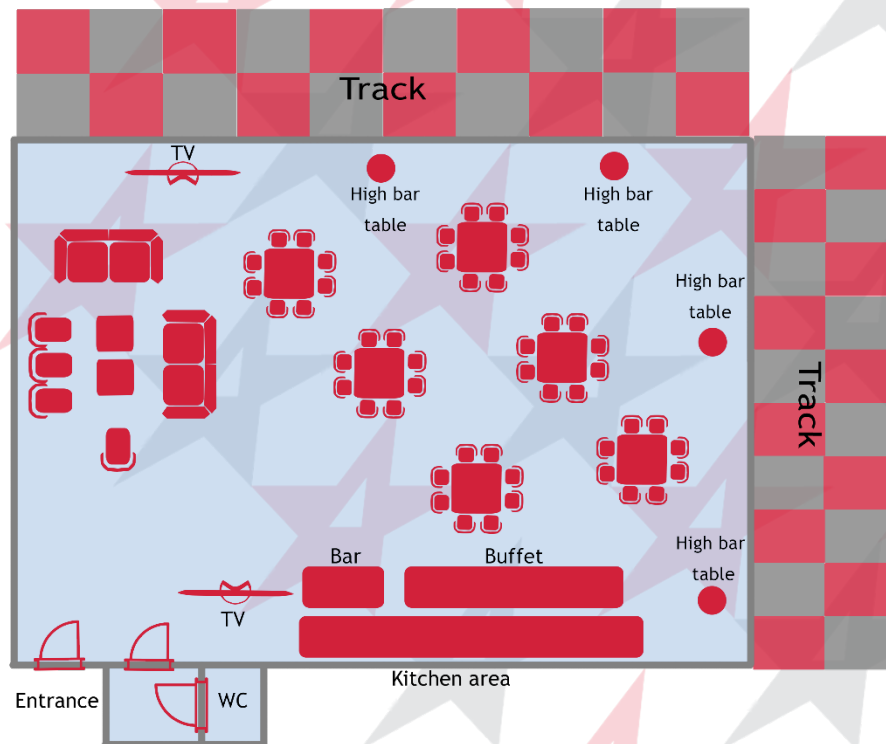 Track
TV
High bar
table
High bar
table
High bar
table
Track
High bar
table
Bar
Buffet
TV
Kitchen area
Entrance
WC